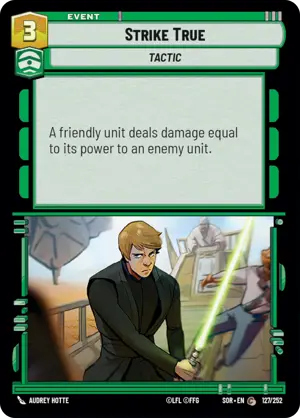 EVENT
3
STRIKE TRUE
TACTIC
A friendly unit deals damage equal
to its power to an enemy unit.
AUDREY HOTTE
©LFL ©FFG
SOR • EN
C
127/252